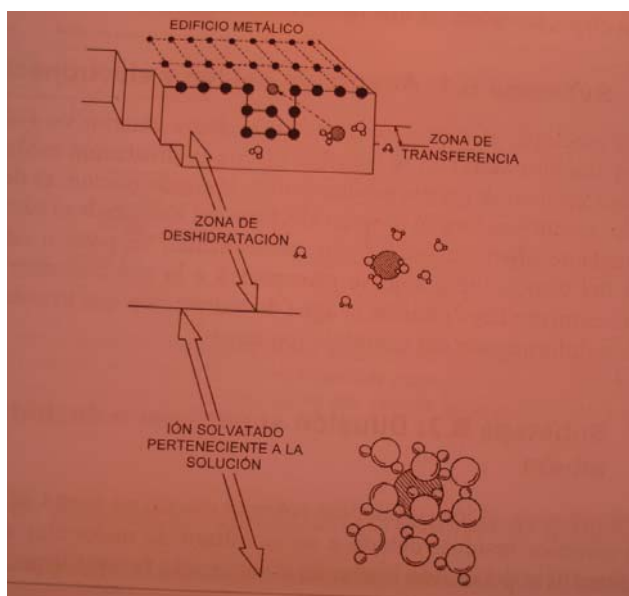 EDIFICIO METÁLICO
ZONA DE
TRANSFERENCIA
ZONA DE
DESHIDRATACIÓN
IÓN SOLVATADO
PERTENECIENTE A LA
SOLUCIÓN